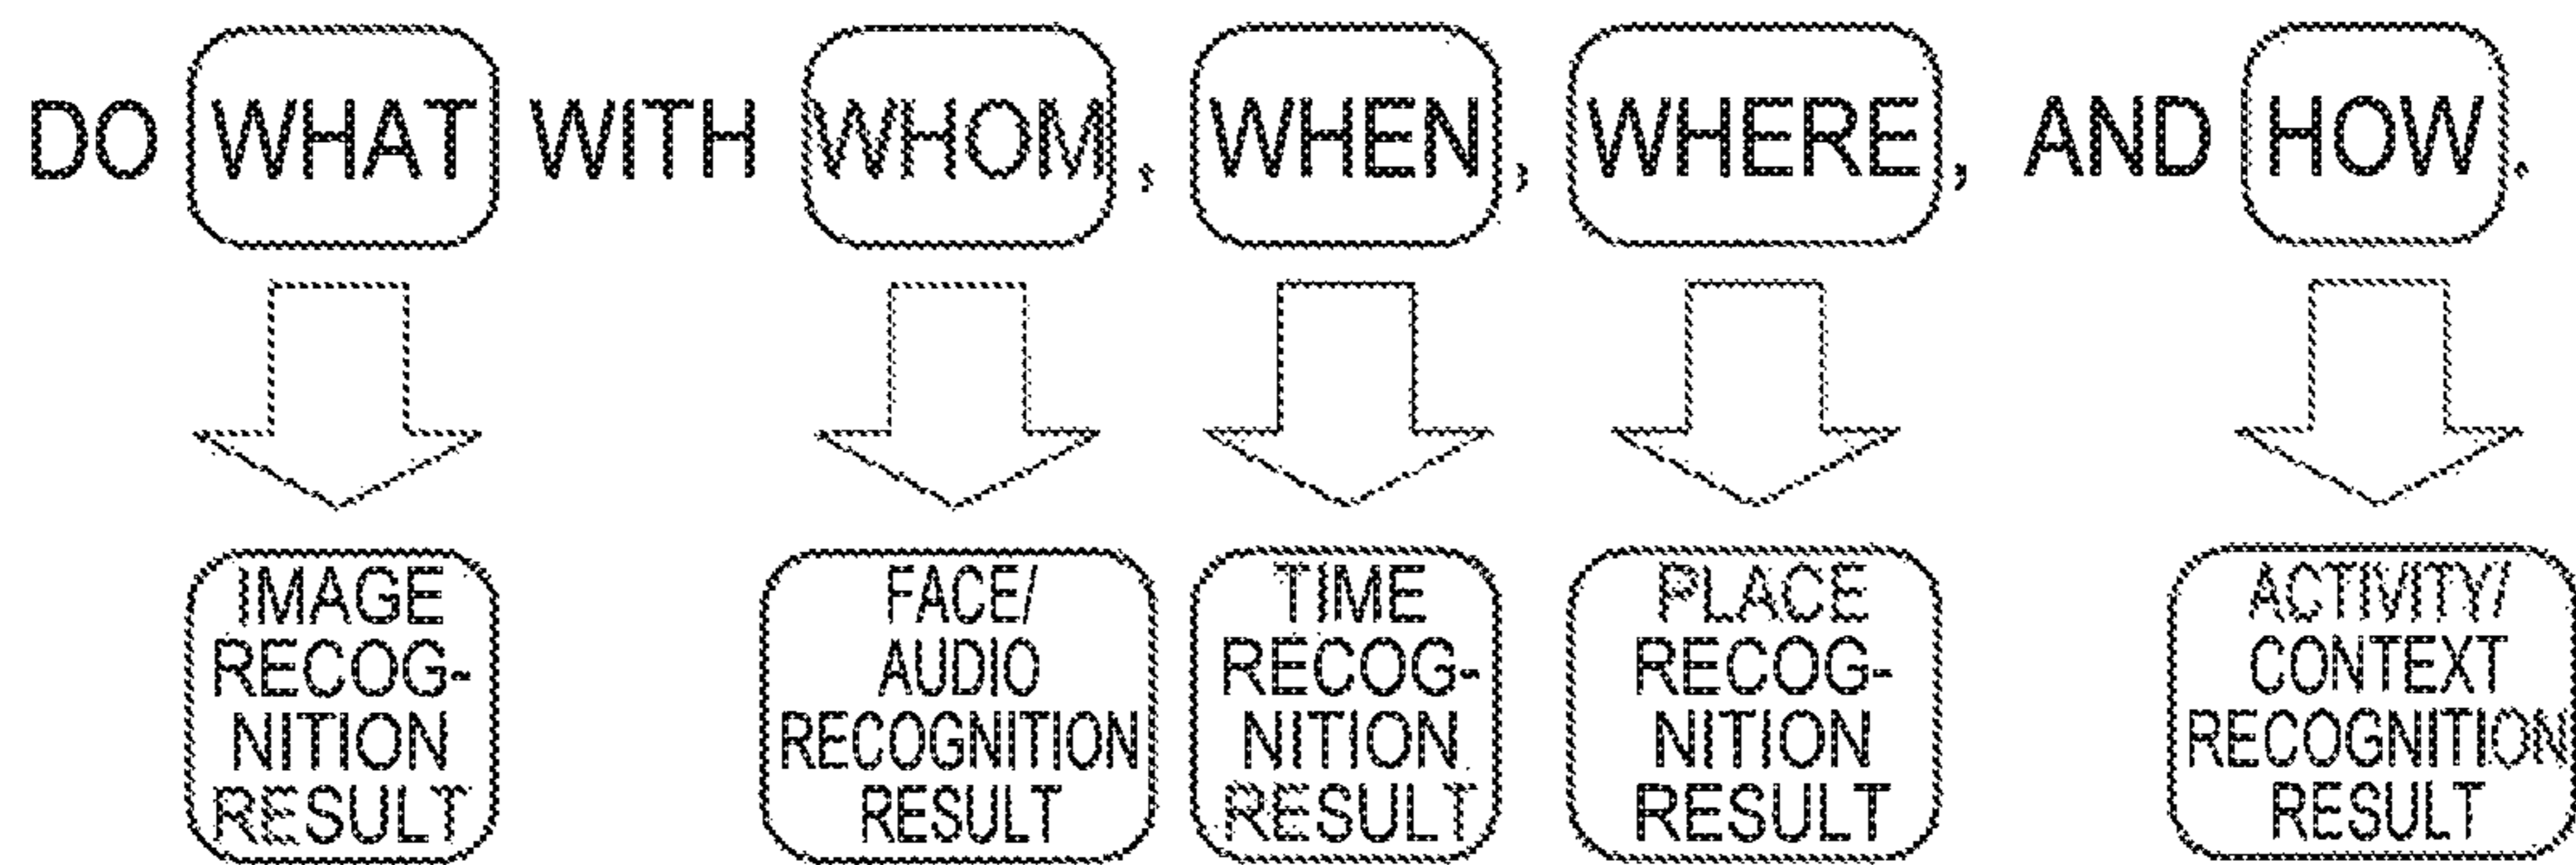 DO WHAT WITH WHOM, WHEN, WHERE, AND HOW.
IMAGE
RECOG-
NITION
RESULT
FACE/
AUDIO
RECOGNITION
RESULT
TIME
RECOG-
NITION
RESULT
PLACE
RECOG-
NITION
RESULT
ACTIVITY/
CONTEXT
RECOGNITION
RESULT